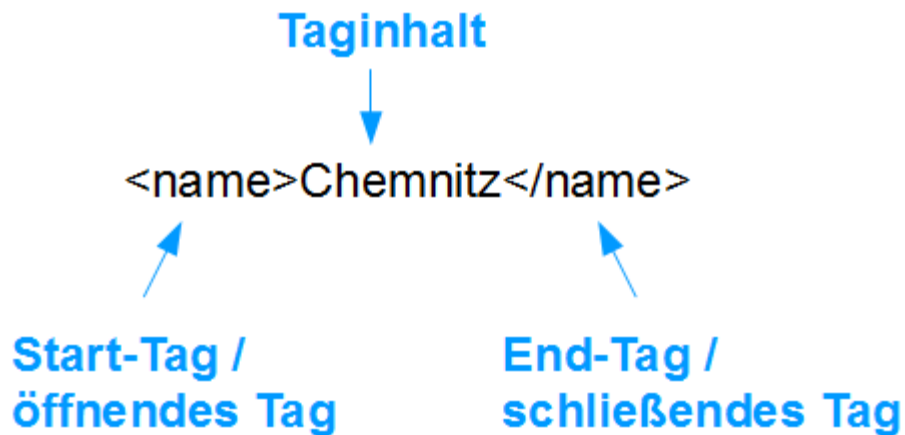 Taginhalt
<name>Chemnitz</name>
Start-Tag /
öffnendes Tag
End-Tag /
schließendes Tag